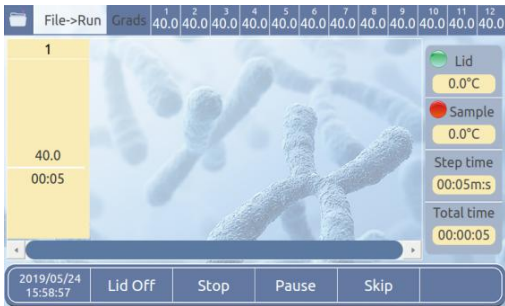 File->Run Grads
1 2 3 4 5 6 7 8 9 10 11 12
40.0 40.0 40.0 40.0 40.0 40.0 40.0 40.0 40.0 40.0 40.0 40.0
1
40.0
00:05
Lid
0.0°C
Sample
0.0°C
Step time
00:05m:s
Total time
00:00:05
2019/05/24
15:58:57
Lid Off Stop Pause Skip